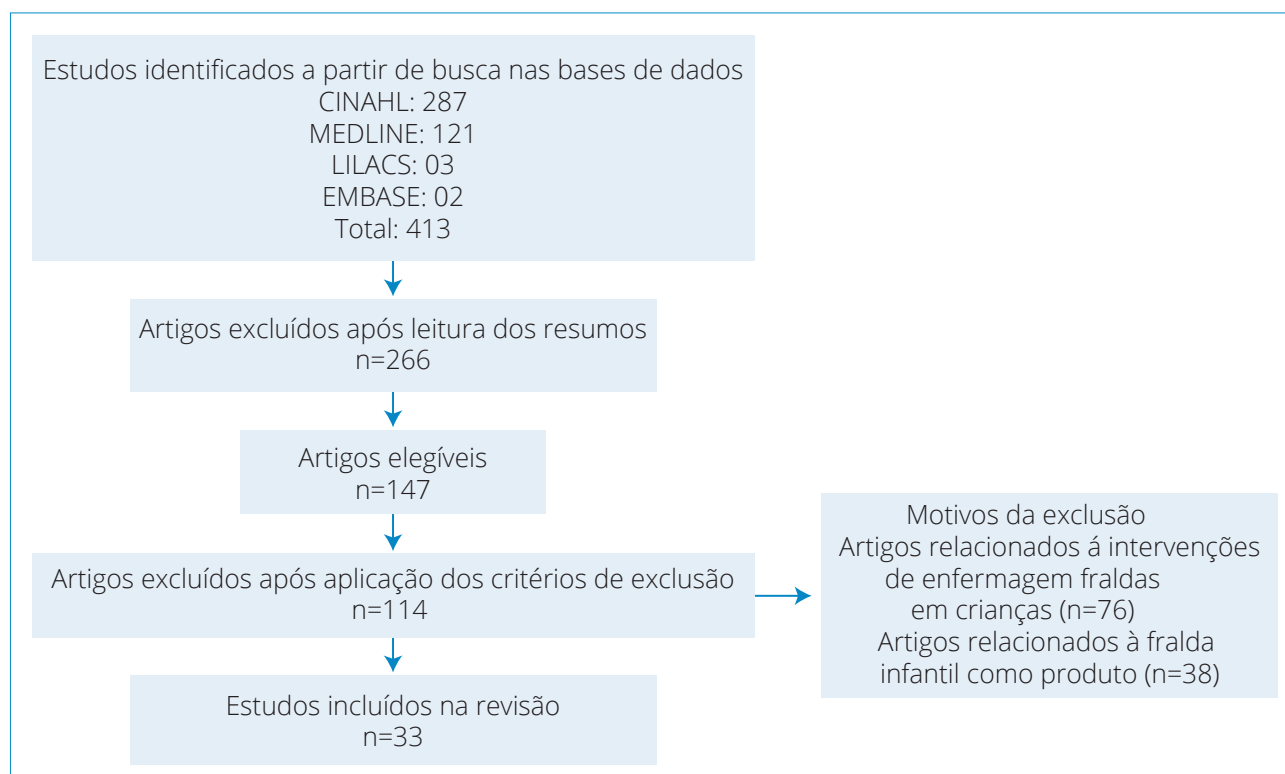 Estudos identificados a partir de busca nas bases de dados
CINAHL: 287
MEDLINE: 121
LILACS: 03
EMBASE: 02
Total: 413
Artigos excluídos após leitura dos resumos
n=266
Artigos elegíveis
n=147
Artigos excluídos após aplicação dos critérios de exclusão
n=114
Motivos da exclusão
Artigos relacionados á intervenções
de enfermagem fraldas
em crianças (n=76)
Artigos relacionados à fralda
infantil como produto (n=38)
Estudos incluídos na revisão
n=33